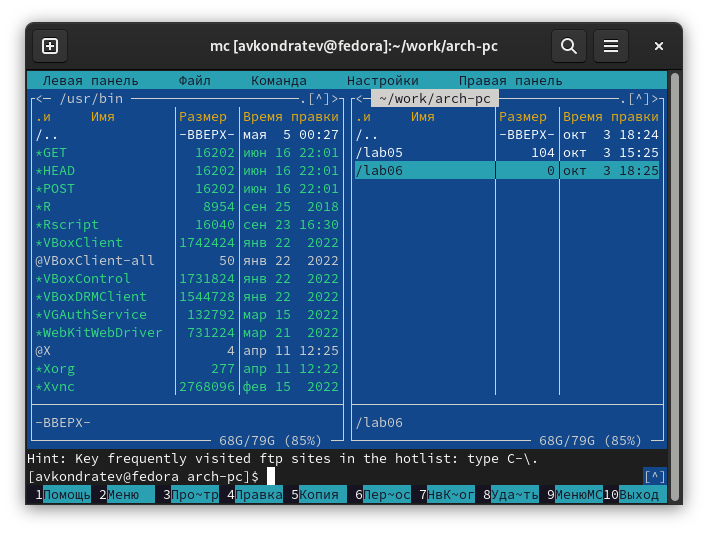 mc [avkondratev@fedora]:~/work/arch-pc
Левая панель Файл Команда Настройки Правая панель
<─ /usr/bin .[^]> <─ ~/work/arch-pc .[^]>
.и Имя Размер Время правки .и Имя Размер Время правки
/.. -ВВЕРХ- мая 5 00:27 /.. -ВВЕРХ- окт 3 18:24
*GET 16202 июн 16 22:01 /lab05 104 окт 3 15:25
*HEAD 16202 июн 16 22:01 /lab06 0 окт 3 18:25
*POST 16202 июн 16 22:01
*R 8954 сен 25 2018
*Rscript 16040 сен 23 16:30
*VBoxClient 1742424 янв 22 2022
@VBoxClient-all 50 янв 22 2022
*VBoxControl 1731824 янв 22 2022
*VBoxDRMClient 1544728 янв 22 2022
*VGAuthService 132792 мар 15 2022
*WebKitWebDriver 731224 мар 21 2022
@X 4 апр 11 12:25
*Xorg 277 апр 11 12:22
*Xvnc 2768096 фев 15 2022
-ВВЕРХ- /lab06
68G/79G (85%) 68G/79G (85%)
Hint: Key frequently visited ftp sites in the hotlist: type C-\.
[avkondratev@fedora arch-pc]$ [^]
1Помощь 2Меню 3Про~тр 4Правка 5Копия 6Пер~ос 7НвК~ог 8Уда~ть 9МенюМС 10Выход